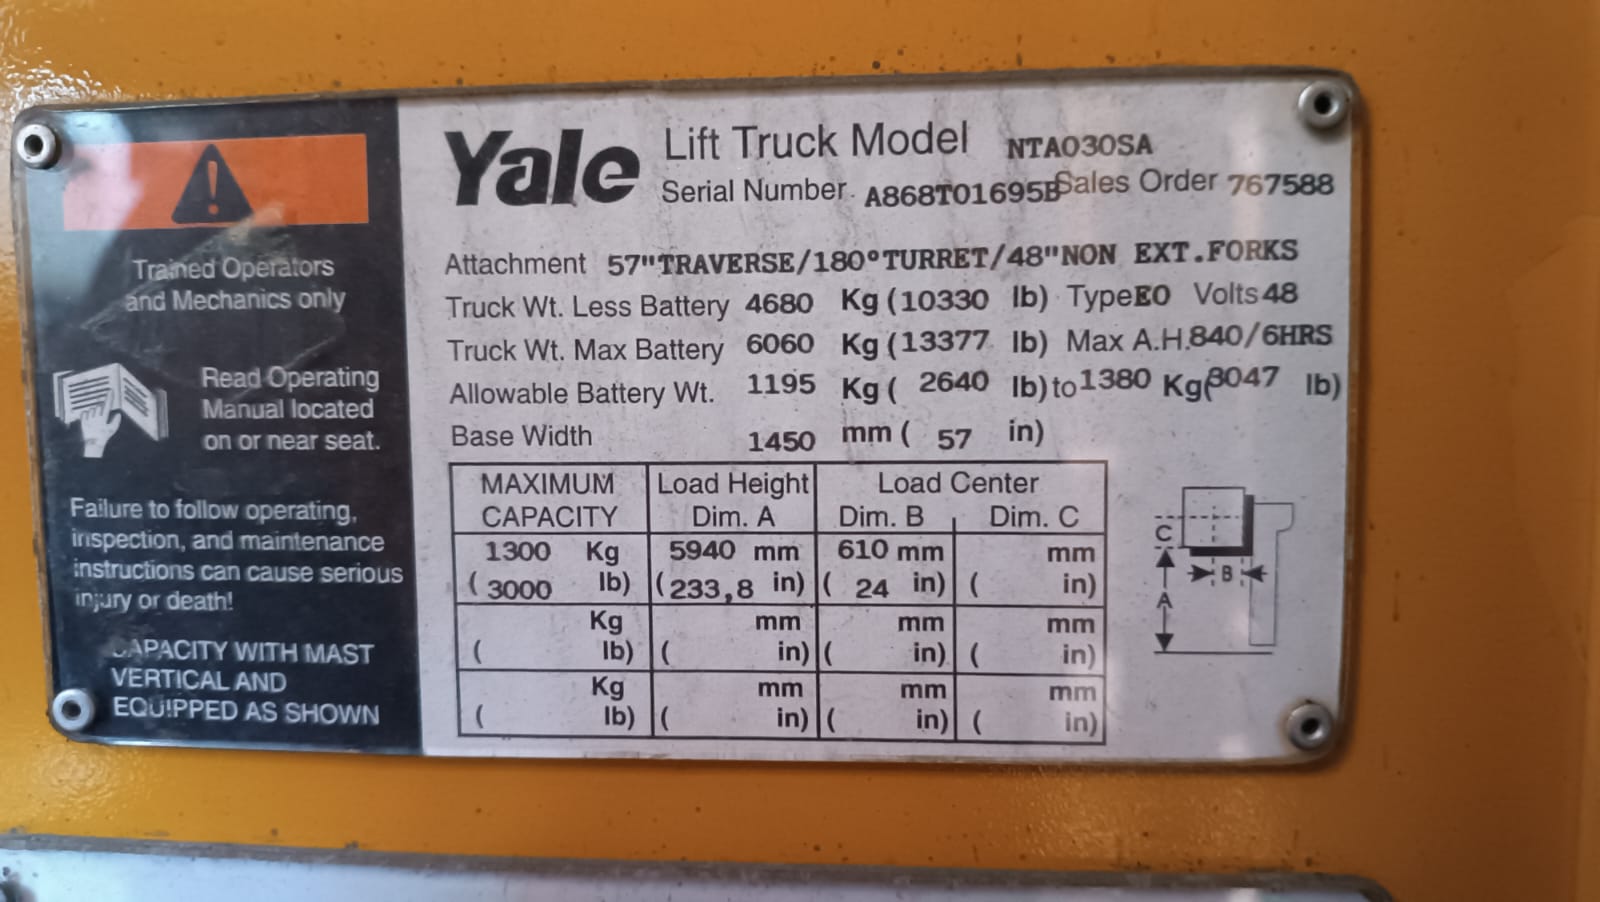 Trained Operators
and Mechanics only
Read Operating
Manual located
on or near seat.
Failure to follow operating,
inspection, and maintenance
instructions can cause serious
injury or death!
CAPACITY WITH MAST
VERTICAL AND
EQUIPPED AS SHOWN
Yale Lift Truck Model NTA030SA
Serial Number A868T01695B Sales Order 767588
Attachment 57"TRAVERSE/180°TURRET/48"NON EXT.FORKS
Truck Wt. Less Battery 4680 Kg (10330 lb) Type EO Volts 48
Truck Wt. Max Battery 6060 Kg (13377 lb) Max A.H. 840/6HRS
Allowable Battery Wt. 1195 Kg ( 2640 lb) to 1380 Kg (3047 lb)
Base Width 1450 mm ( 57 in)
MAXIMUM Load Height Load Center
CAPACITY Dim. A Dim. B Dim. C
1300 Kg 5940 mm 610 mm mm
( 3000 lb) (233,8 in) ( 24 in) ( in)
Kg mm mm mm
( lb) ( in) ( in) ( in)
Kg mm mm mm
( lb) ( in) ( in) ( in)
C
B
A